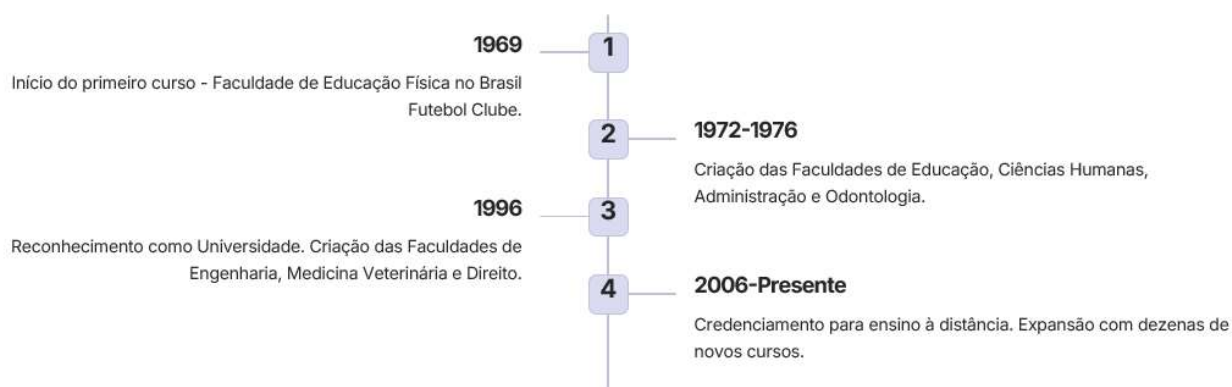 1969
1
Início do primeiro curso - Faculdade de Educação Física no Brasil
Futebol Clube.
2
1972-1976
Criação das Faculdades de Educação, Ciências Humanas,
Administração e Odontologia.
1996
3
Reconhecimento como Universidade. Criação das Faculdades de
Engenharia, Medicina Veterinária e Direito.
4
2006-Presente
Credenciamento para ensino à distância. Expansão com dezenas de
novos cursos.